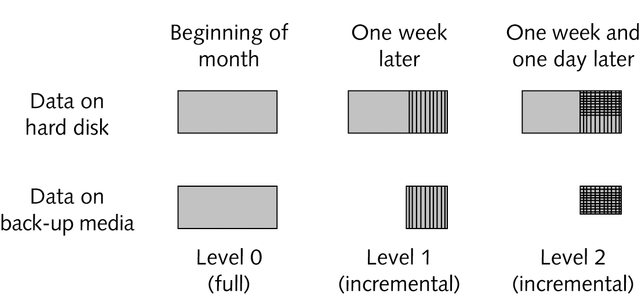 Beginning of
month
One week
later
One week and
one day later
Data on
hard disk
Data on
back-up media
Level 0
(full)
Level 1
(incremental)
Level 2
(incremental)